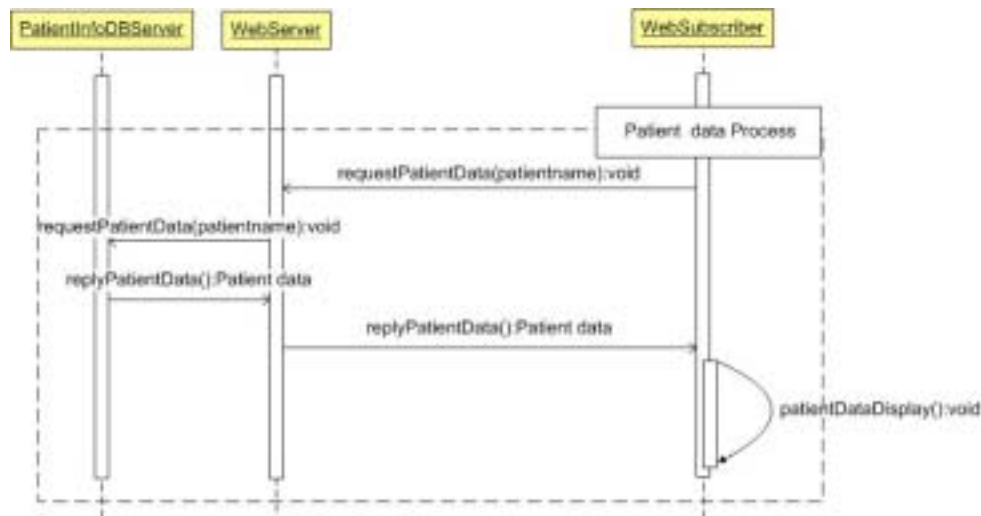 PatientInfoDBServer
WebServer
WebSubscriber
Patient data Process
requestPatientData(patientname):void
requestPatientData(patientname):void
replyPatientData():Patient data
replyPatientData():Patient data
patientDataDisplay():void